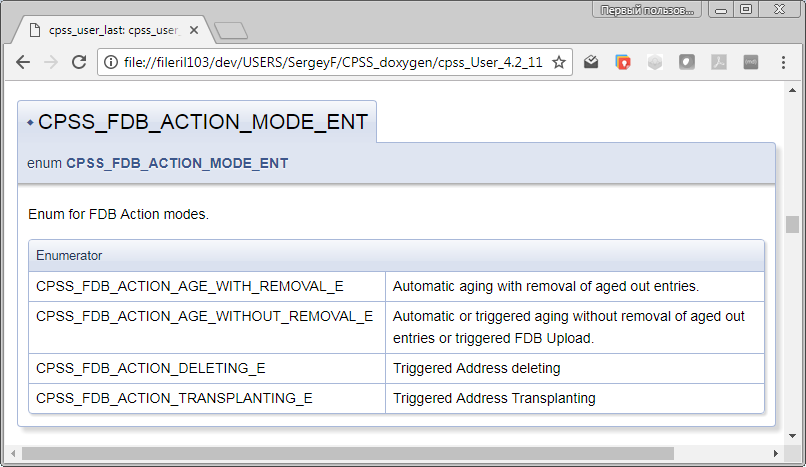 Первый пользов...
cpss_user_last: cpss_user_
file://fileril103/dev/USERS/SergeyF/CPSS_doxygen/cpss_User_4.2_11
CPSS_FDB_ACTION_MODE_ENT
enum CPSS_FDB_ACTION_MODE_ENT
Enum for FDB Action modes.
Enumerator
CPSS_FDB_ACTION_AGE_WITH_REMOVAL_E Automatic aging with removal of aged out entries.
CPSS_FDB_ACTION_AGE_WITHOUT_REMOVAL_E Automatic or triggered aging without removal of aged out
entries or triggered FDB Upload.
CPSS_FDB_ACTION_DELETING_E Triggered Address deleting
CPSS_FDB_ACTION_TRANSPLANTING_E Triggered Address Transplanting